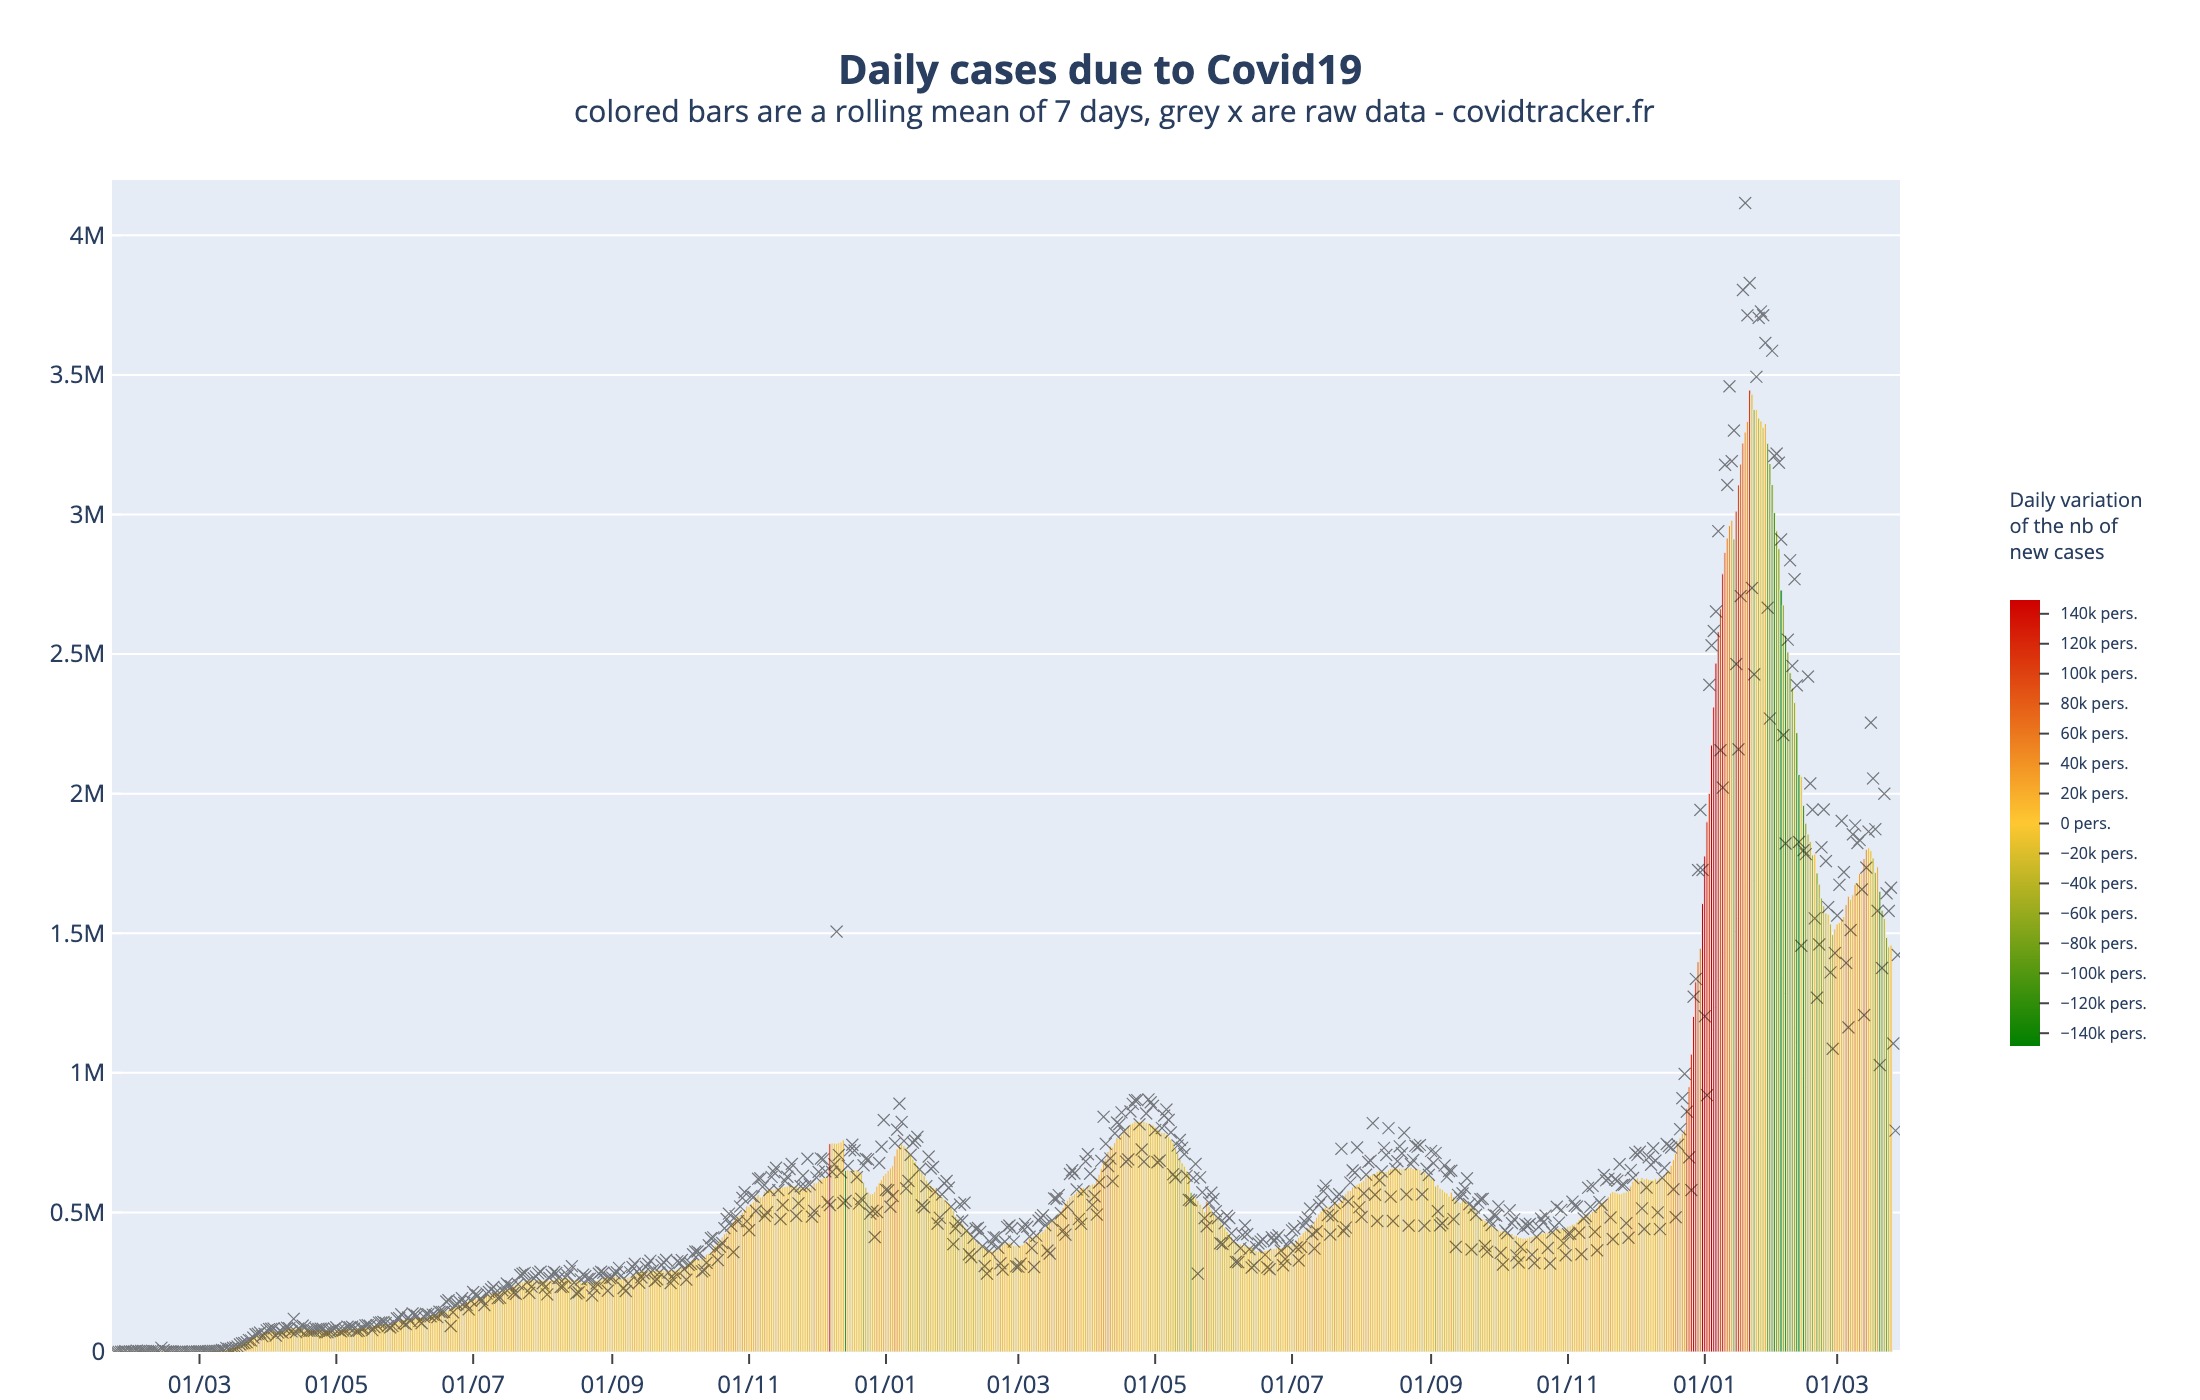 Daily cases due to Covid19
colored bars are a rolling mean of 7 days, grey x are raw data - covidtracker.fr
4M
3.5M
3M
2.5M
2M
1.5M
1M
0.5M
0
01/03
01/05
01/07
01/09
01/11
01/01
01/03
01/05
01/07
01/09
01/11
01/01
01/03
Daily variation
of the nb of
new cases
140k pers.
120k pers.
100k pers.
80k pers.
60k pers.
40k pers.
20k pers.
0 pers.
−20k pers.
−40k pers.
−60k pers.
−80k pers.
−100k pers.
−120k pers.
−140k pers.